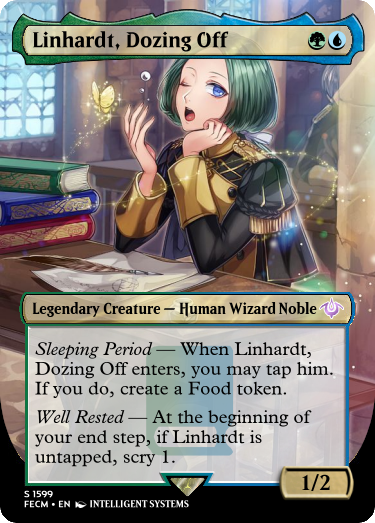 Linhardt, Dozing Off
Legendary Creature — Human Wizard Noble
Sleeping Period — When Linhardt,
Dozing Off enters, you may tap him.
If you do, create a Food token.
Well Rested — At the beginning of
your end step, if Linhardt is
untapped, scry 1.
1/2
S 1599
FECM • EN INTELLIGENT SYSTEMS